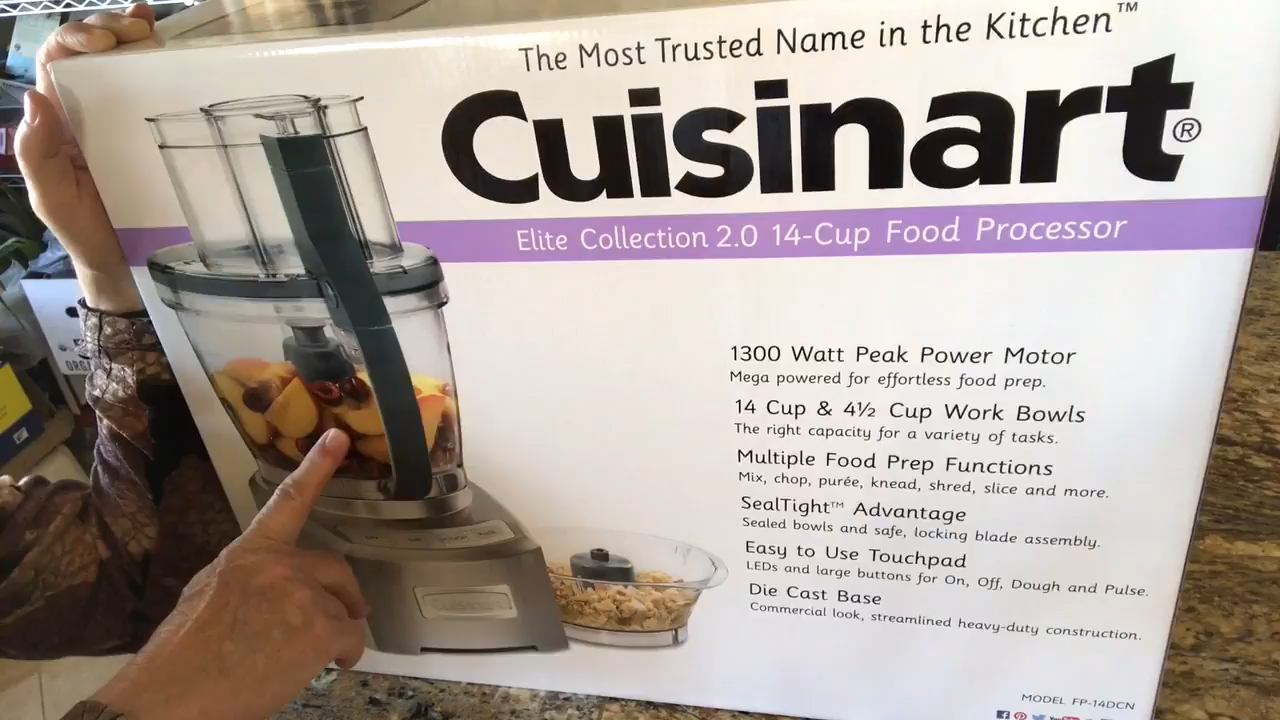 The Most Trusted Name in the Kitchen™
Cuisinart®
Elite Collection 2.0 14-Cup Food Processor
1300 Watt Peak Power Motor
Mega powered for effortless food prep.
14 Cup & 4½ Cup Work Bowls
The right capacity for a variety of tasks.
Multiple Food Prep Functions
Mix, chop, purée, knead, shred, slice and more.
SealTight™ Advantage
Sealed bowls and safe, locking blade assembly.
Easy to Use Touchpad
LEDs and large buttons for On, Off, Dough and Pulse.
Die Cast Base
Commercial look, streamlined heavy-duty construction.
Cuisinart
MODEL FP-14DCN